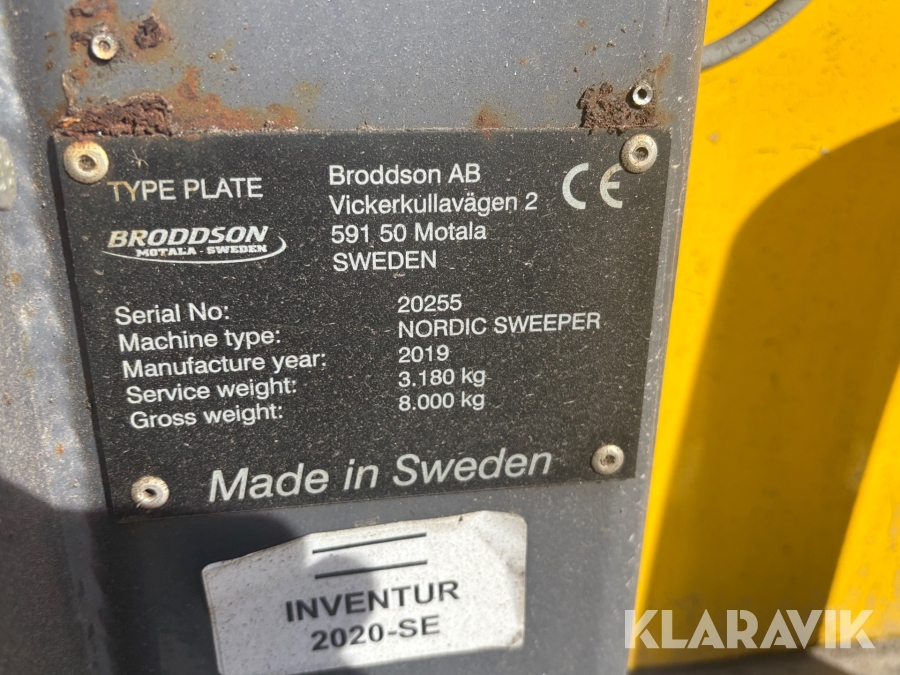 TYPE PLATE
BRODDSON
MOTALA - SWEDEN
Broddson AB
Vickerkullavägen 2
591 50 Motala
SWEDEN
CE
Serial No: 20255
Machine type: NORDIC SWEEPER
Manufacture year: 2019
Service weight: 3.180 kg
Gross weight: 8.000 kg
Made in Sweden
INVENTUR
2020-SE
KLARAVIK